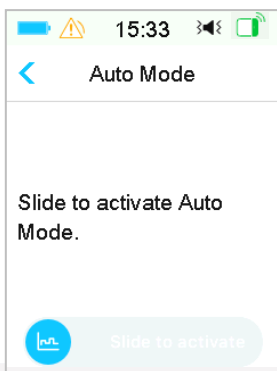 15:33
Auto Mode
Slide to activate Auto
Mode.
Slide to activate